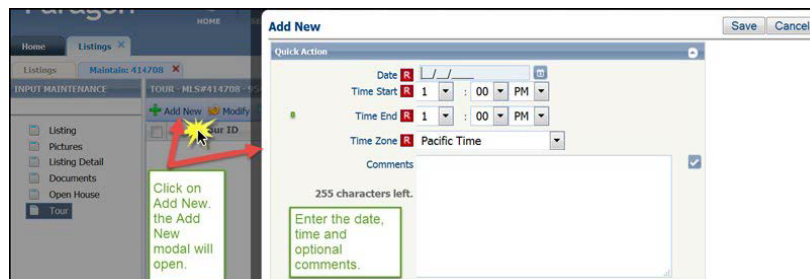 Paragon
HOME
Add New
Save Cancel
Home Listings X
Quick Action
Listings Maintain: 414708 X
Date R _/_/___
INPUT MAINTENANCE
TOUR - MLS#414708 - 95
Time Start R 1 : 00 PM
Add New Modify
Time End R 1 : 00 PM
Listing
Pictures
Listing Detail
Documents
Open House
Tour
ur ID
Time Zone R Pacific Time
Comments
255 characters left.
Click on
Add New.
the Add
New
modal will
open.
Enter the date,
time and
optional
comments.